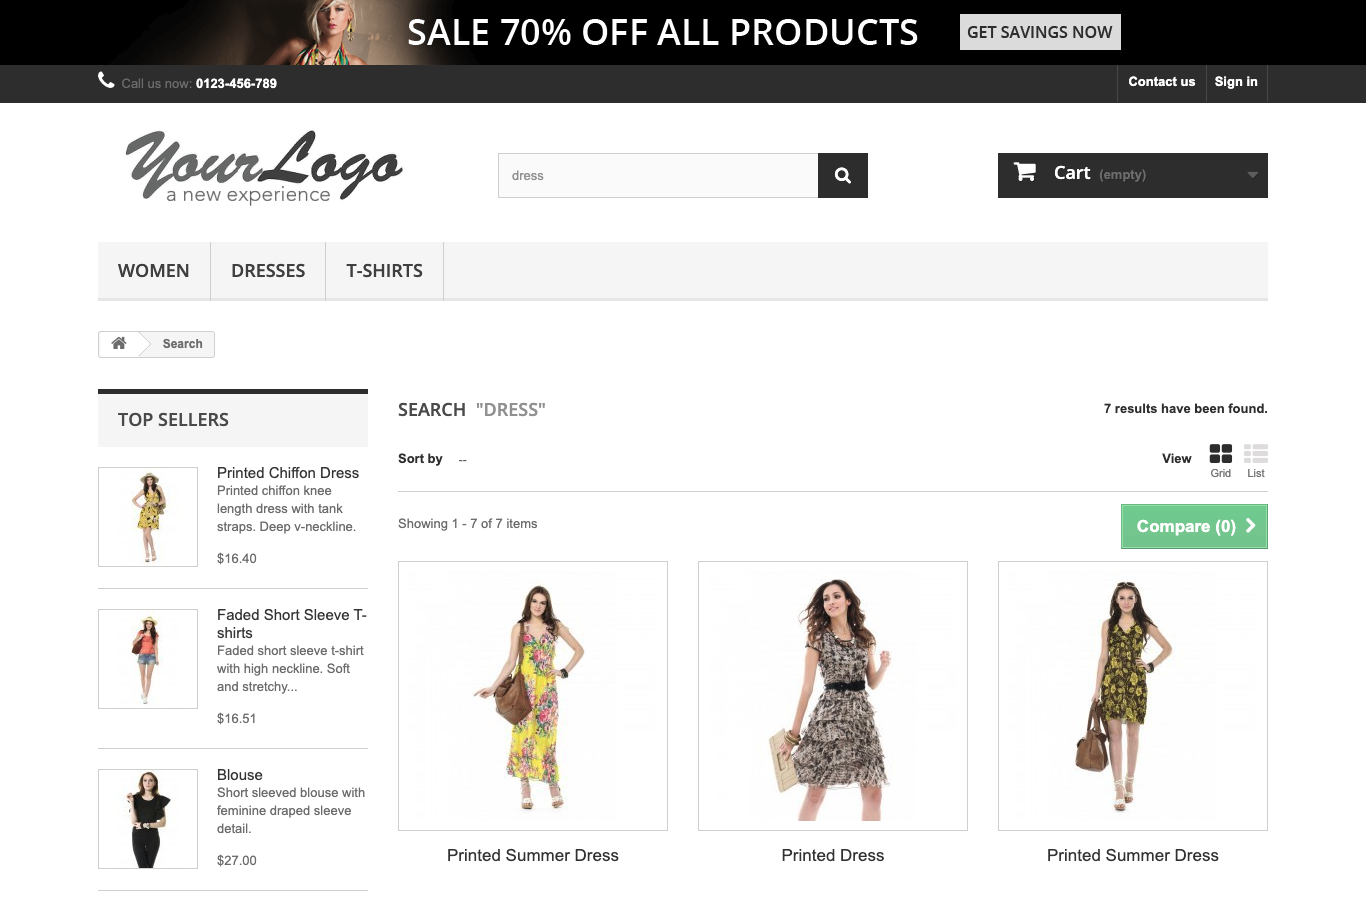 SALE 70% OFF ALL PRODUCTS
GET SAVINGS NOW
Call us now: 0123-456-789
Contact us
Sign in
YourLogo
a new experience
dress
Cart (empty)
WOMEN
DRESSES
T-SHIRTS
Search
TOP SELLERS
Printed Chiffon Dress
Printed chiffon knee
length dress with tank
straps. Deep v-neckline.
$16.40
Faded Short Sleeve T-
shirts
Faded short sleeve t-shirt
with high neckline. Soft
and stretchy...
$16.51
Blouse
Short sleeved blouse with
feminine draped sleeve
detail.
$27.00
SEARCH "DRESS"
7 results have been found.
Sort by --
View
Grid
List
Showing 1 - 7 of 7 items
Compare (0)
Printed Summer Dress
Printed Dress
Printed Summer Dress